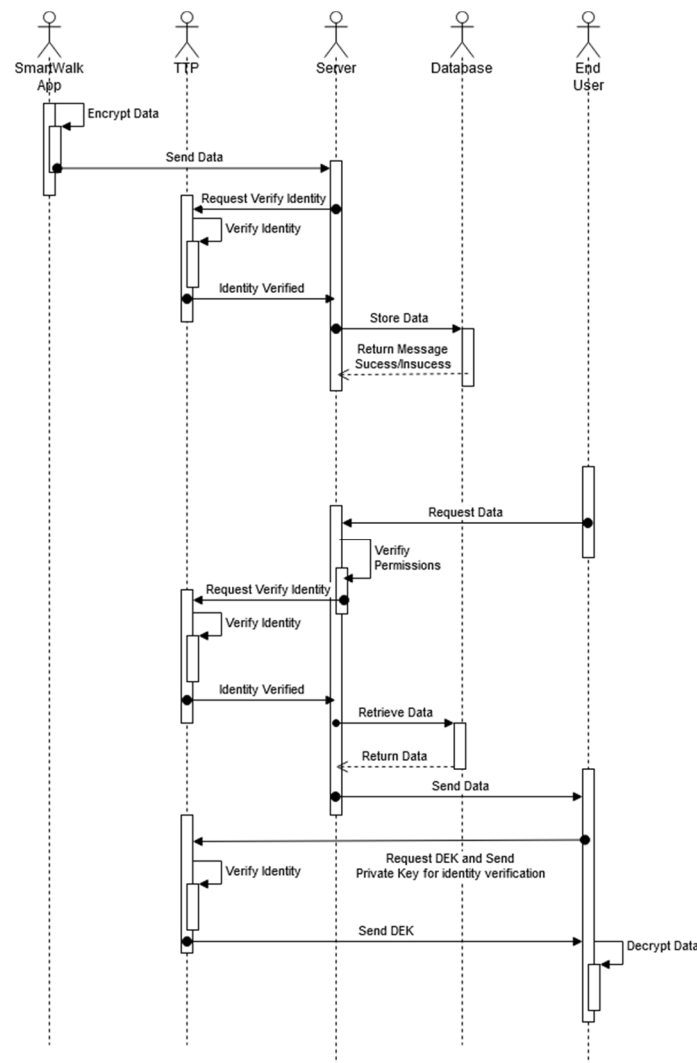 SmartWalk
App
TTP
Server
Database
End
User
Encrypt Data
Send Data
Request Verify Identity
Verify Identity
Identity Verified
Store Data
Return Message
Sucess/Insucess
Request Data
Verifiy
Permissions
Request Verify Identity
Verify Identity
Identity Verified
Retrieve Data
Return Data
Send Data
Request DEK and Send
Private Key for identity verification
Verify Identity
Send DEK
Decrypt Data